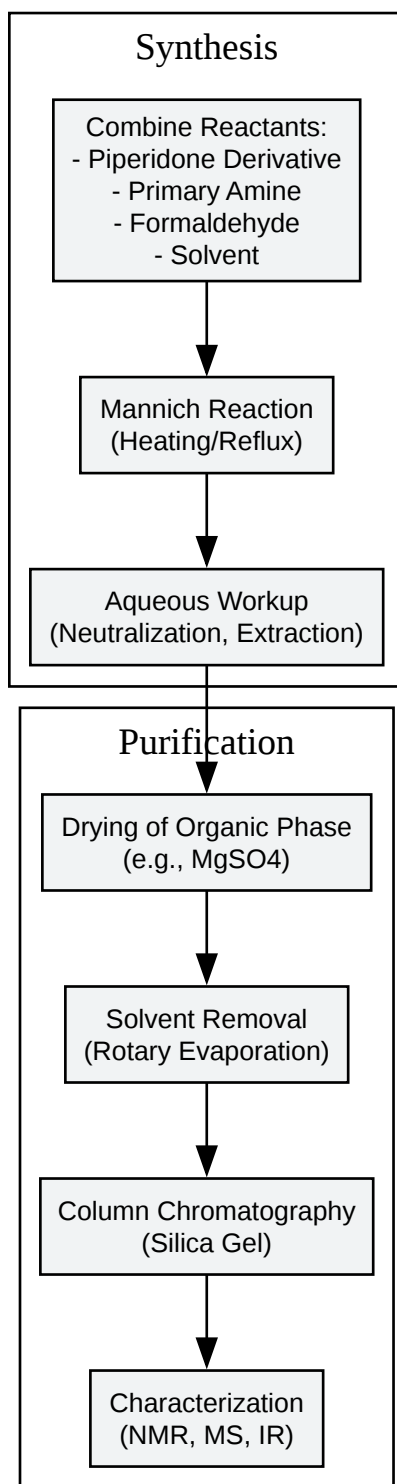 Synthesis
Combine Reactants:
- Piperidone Derivative
- Primary Amine
- Formaldehyde
- Solvent
Mannich Reaction
(Heating/Reflux)
Aqueous Workup
(Neutralization, Extraction)
Purification
Drying of Organic Phase
(e.g., MgSO4)
Solvent Removal
(Rotary Evaporation)
Column Chromatography
(Silica Gel)
Characterization
(NMR, MS, IR)